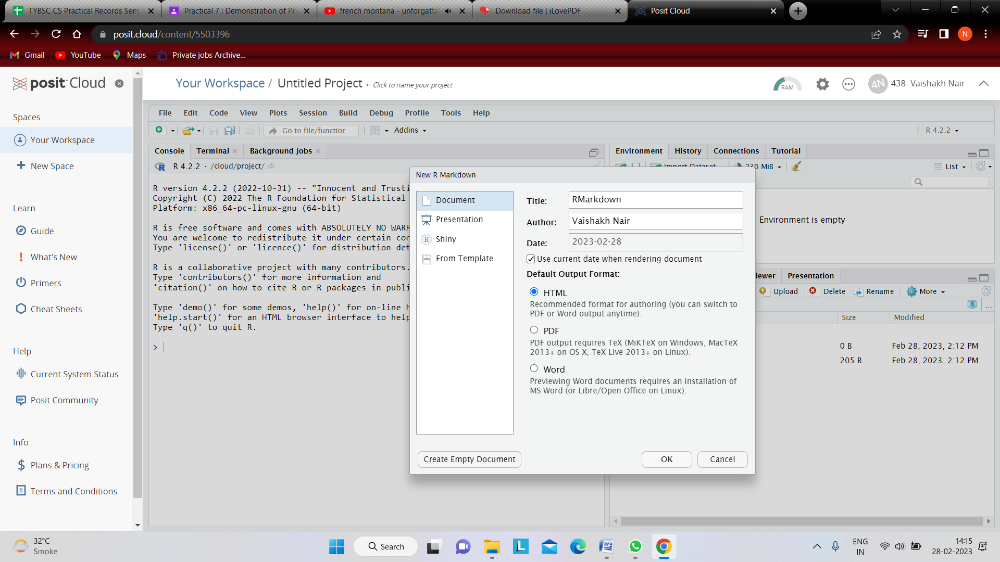 TYBSC CS Practical Records Sem
Practical 7 : Demonstration of Pri
french montana - unforgatta
Download file | iLovePDF
Posit Cloud
posit.cloud/content/5503396
N
Gmail
YouTube
Maps
Private jobs Archive...
posit Cloud
Your Workspace / Untitled Project
Click to name your project
RAM
4N
438- Vaishakh Nair
Spaces
Your Workspace
New Space
Learn
Guide
What's New
Primers
Cheat Sheets
Help
Current System Status
Posit Community
Info
Plans & Pricing
Terms and Conditions
File Edit Code View Plots Session Build Debug Profile Tools Help
Go to file/function
Addins
R 4.2.2
Console Terminal Background Jobs
R 4.2.2 · /cloud/project/
R version 4.2.2 (2022-10-31) -- "Innocent and Trusti
Copyright (C) 2022 The R Foundation for Statistical
Platform: x86_64-pc-linux-gnu (64-bit)
R is free software and comes with ABSOLUTELY NO WARR
You are welcome to redistribute it under certain con
Type 'license()' or 'licence()' for distribution det
R is a collaborative project with many contributors.
Type 'contributors()' for more information and
'citation()' on how to cite R or R packages in publi
Type 'demo()' for some demos, 'help()' for on-line h
'help.start()' for an HTML browser interface to help
Type 'q()' to quit R.
>
New R Markdown
Document
Presentation
Shiny
From Template
Title: RMarkdown
Author: Vaishakh Nair
Date: 2023-02-28
Use current date when rendering document
Default Output Format:
HTML
Recommended format for authoring (you can switch to
PDF or Word output anytime).
PDF
PDF output requires TeX (MiKTeX on Windows, MacTeX
2013+ on OS X, TeX Live 2013+ on Linux).
Word
Previewing Word documents requires an installation of
MS Word (or Libre/Open Office on Linux).
Create Empty Document
OK
Cancel
Environment History Connections Tutorial
Import Dataset
230 MiB
List
Environment is empty
iewer Presentation
Upload Delete Rename More
...
Size Modified
0 B Feb 28, 2023, 2:12 PM
205 B Feb 28, 2023, 2:12 PM
32°C
Smoke
Search
L
ENG
IN
14:15
28-02-2023